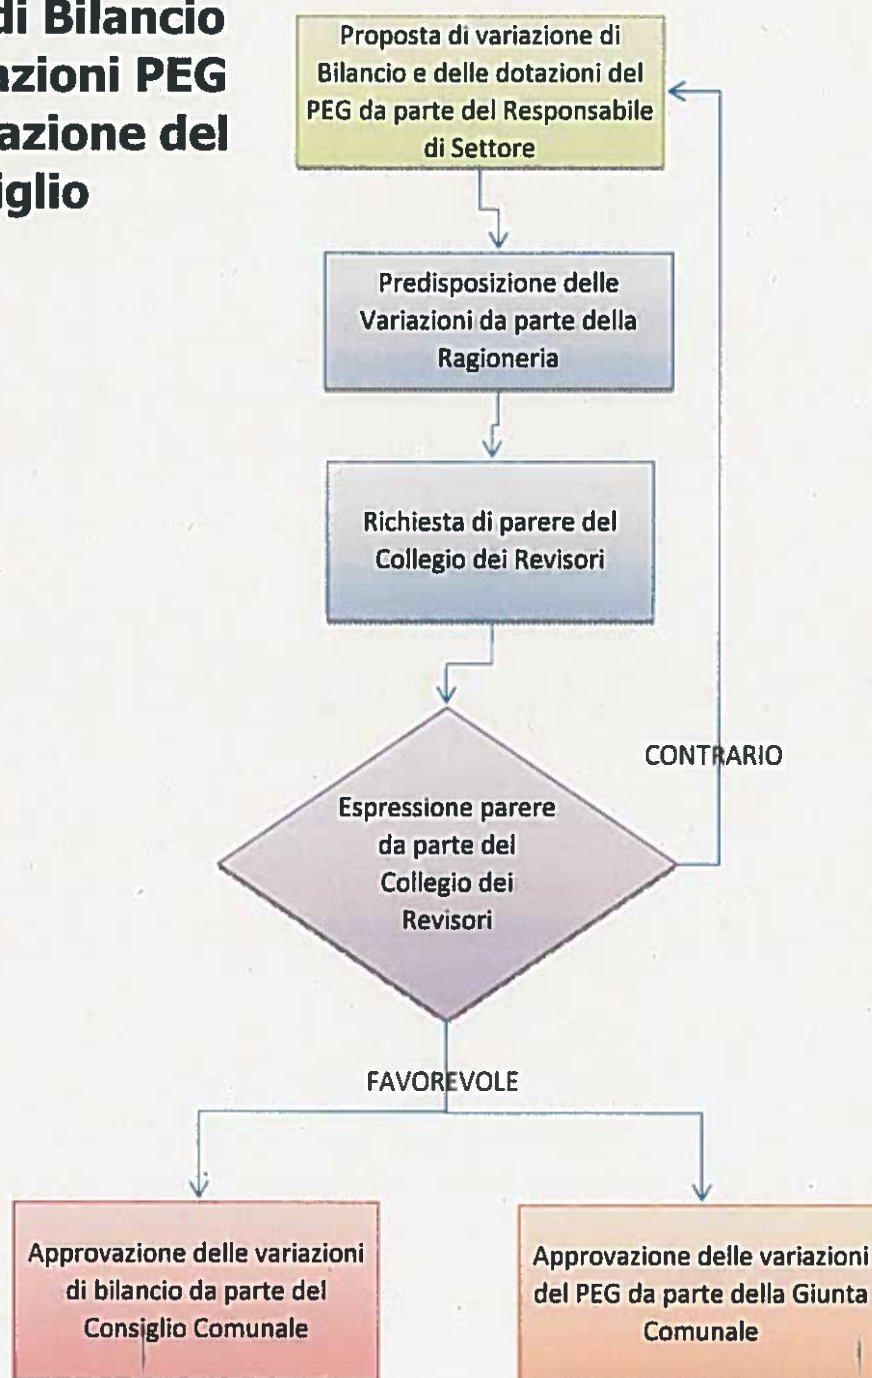 di Bilancio
PEG
del
Proposta di variazione di
Bilancio e delle dotazioni del
PEG da parte del Responsabile
di Settore
Predisposizione delle
Variazioni da parte della
Ragioneria
Richiesta di parere del
Collegio dei Revisori
CONTRARIO
Espressione parere
da parte del
Collegio dei
Revisori
FAVOREVOLE
Approvazione delle variazioni
di bilancio da parte del
Consiglio Comunale
Approvazione delle variazioni
del PEG da parte della Giunta
Comunale